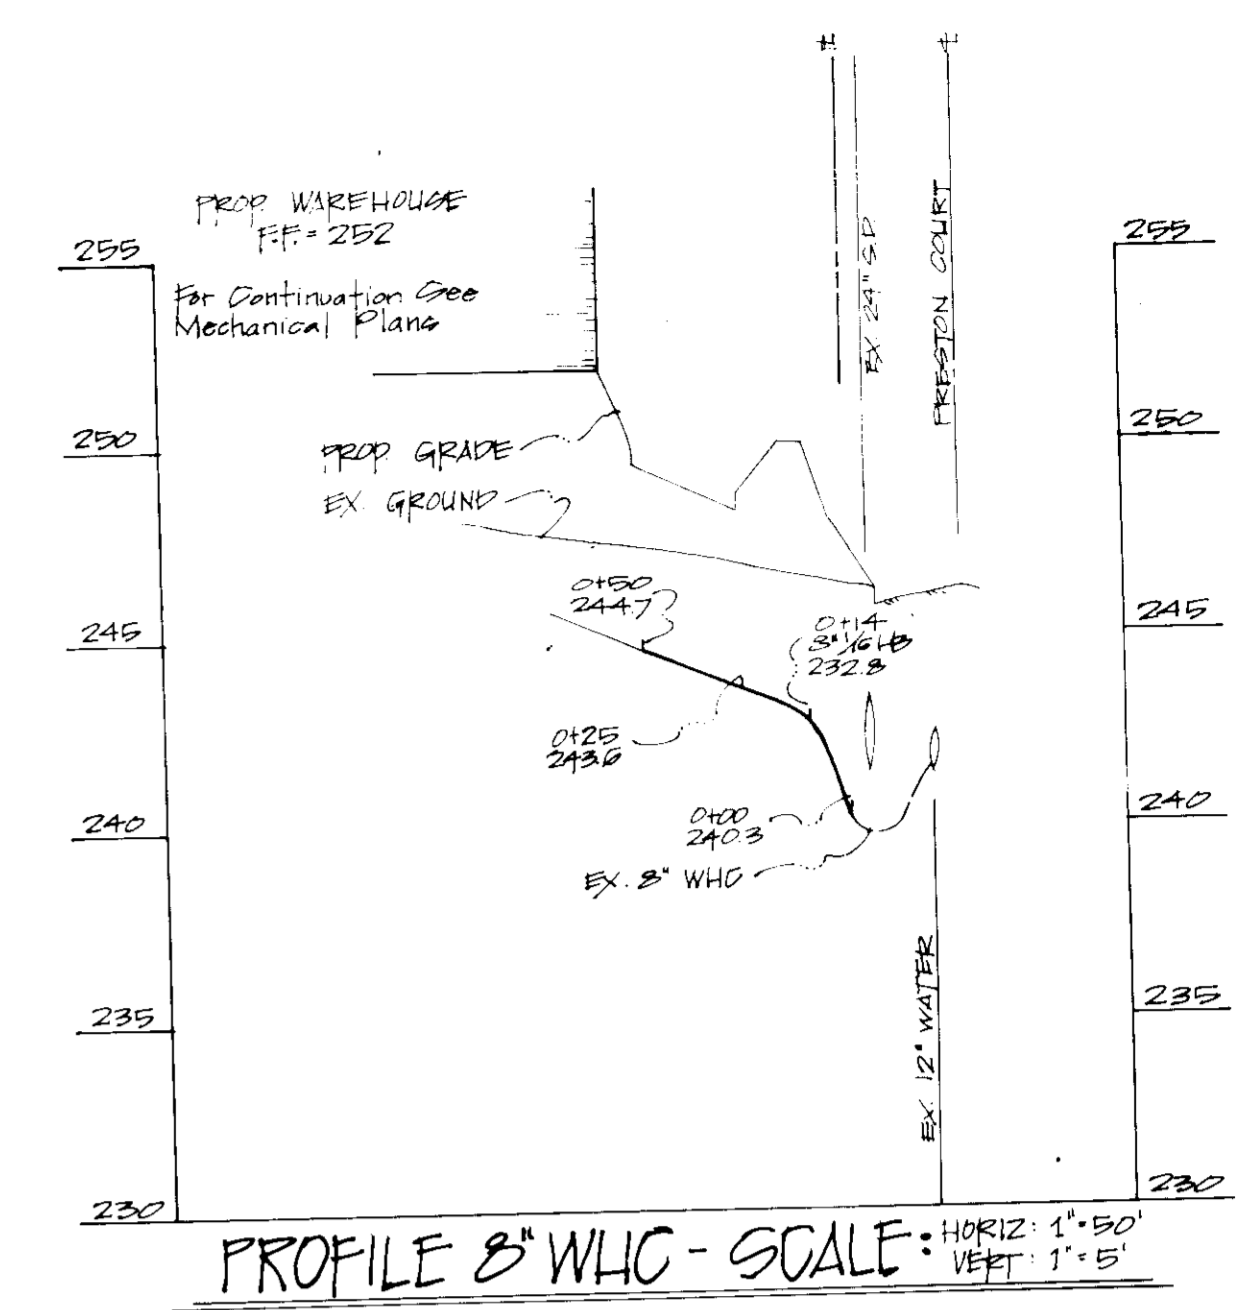 PROP. WAREHOUSE
F.F. = 252
For Continuation See
Mechanical Plans
255
250
245
240
235
230
PROP. GRADE
EX. GROUND
0+50
244.7
0+25
243.6
0+14
232.8
0+00
240.3
EX. 8" WHC
EX 24" SD
PRESTON COURT
EX. 12" WATER
255
250
245
240
235
230
PROFILE 8" WHC - SCALE:
HORIZ: 1"=50'
VERT: 1"=5'